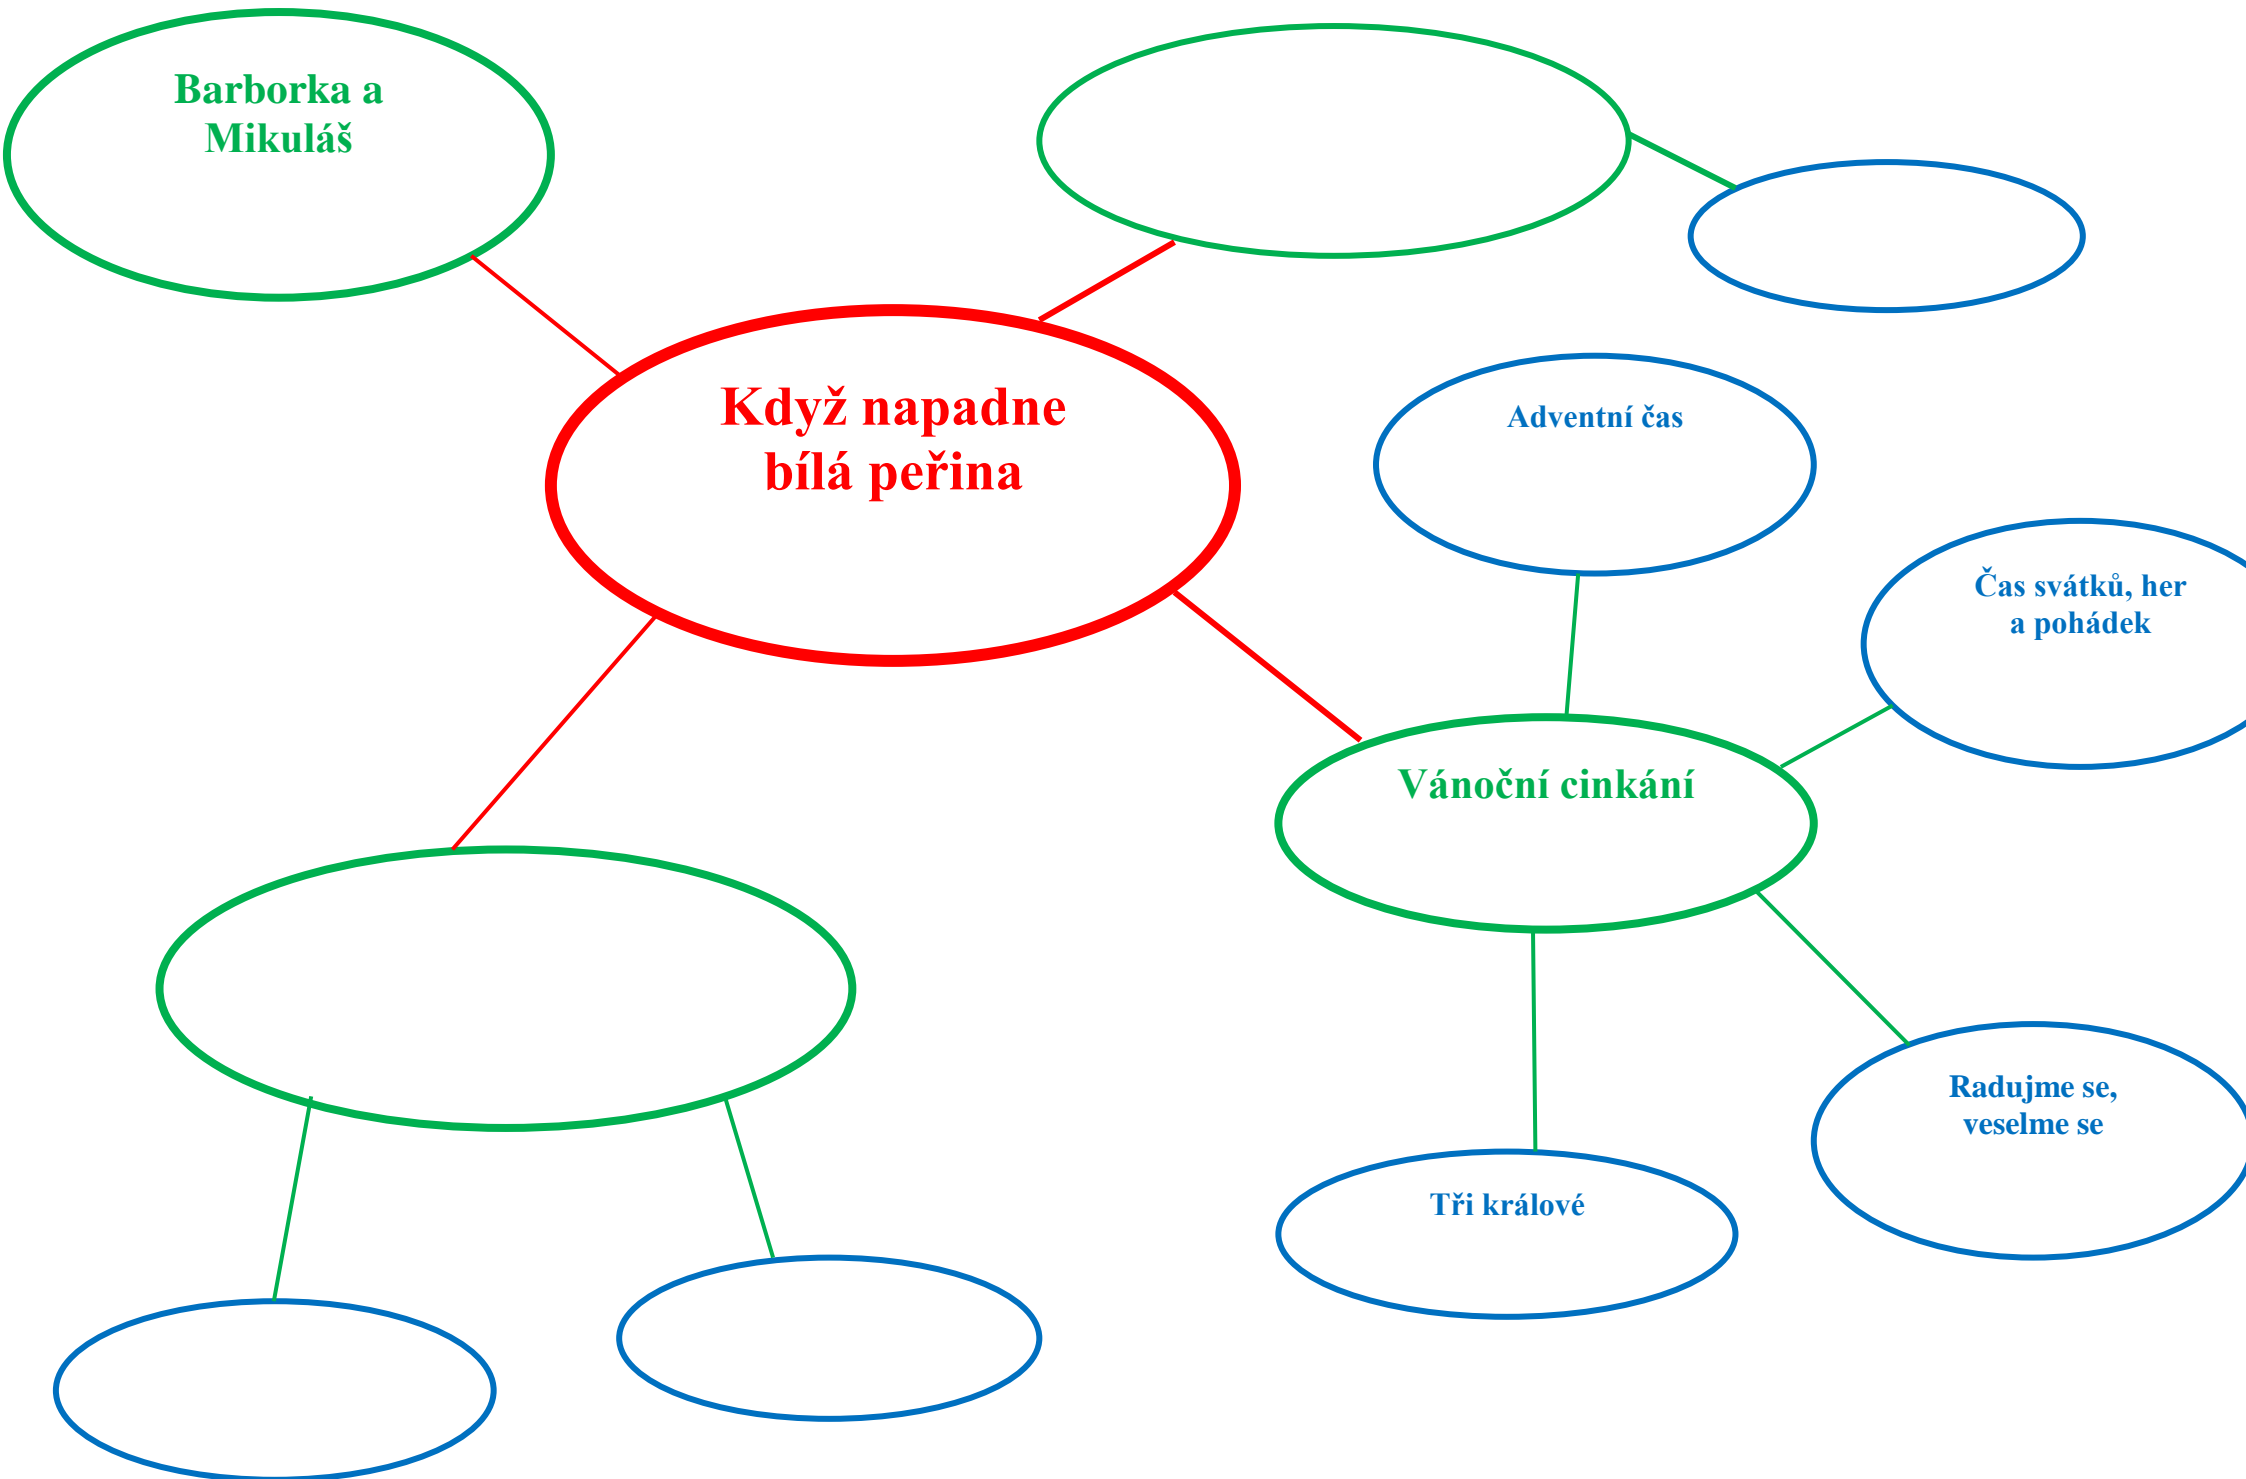 Barborka a
Mikuláš
Když napadne
bílá peřina
Adventní čas
Čas svátků, her
a pohádek
Vánoční cinkání
Radujme se,
veselme se
Tři králové